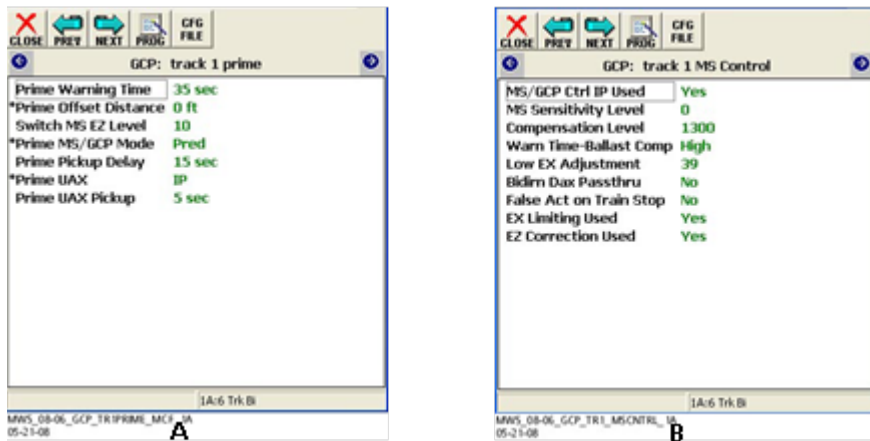 CLOSE PREV NEXT PROG CFG FILE
GCP: track 1 prime
Prime Warning Time 35 sec
*Prime Offset Distance 0 ft
Switch MS EZ Level 10
*Prime MS/GCP Mode Pred
Prime Pickup Delay 15 sec
*Prime UAX IP
Prime UAX Pickup 5 sec
1A:6 Trk Bi
MWS_08-06_GCP_TR1PRIME_MCF_1A
05-21-08
A
CLOSE PREV NEXT PROG CFG FILE
GCP: track 1 MS Control
MS/GCP Ctrl IP Used Yes
MS Sensitivity Level 0
Compensation Level 1300
Warn Time-Ballast Comp High
Low EX Adjustment 39
Bidirn Dax Passthru No
False Act on Train Stop No
EX Limiting Used Yes
EZ Correction Used Yes
1A:6 Trk Bi
MWS_08-06_GCP_TR1_MSCNTRL_1A
05-21-08
B